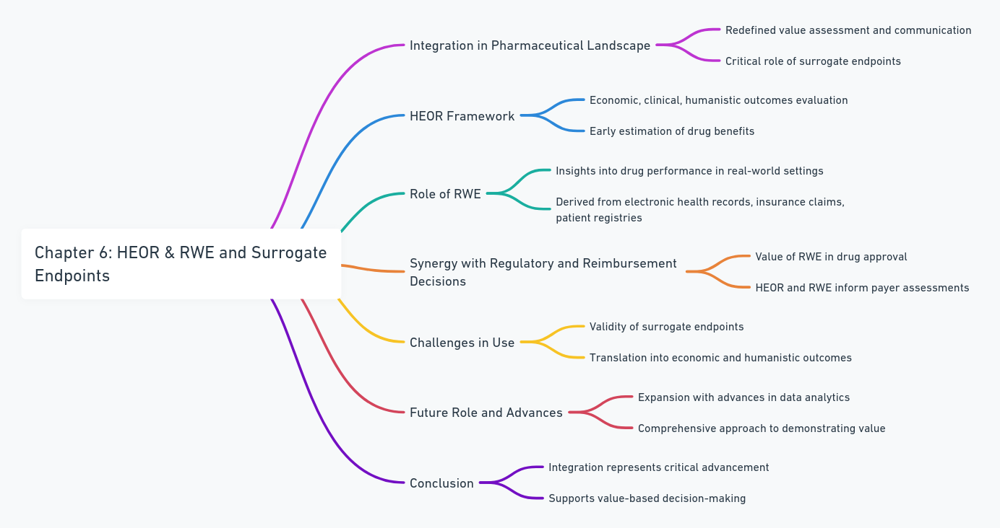 Chapter 6: HEOR & RWE and Surrogate
Endpoints
Integration in Pharmaceutical Landscape
Redefined value assessment and communication
Critical role of surrogate endpoints
HEOR Framework
Economic, clinical, humanistic outcomes evaluation
Early estimation of drug benefits
Role of RWE
Insights into drug performance in real-world settings
Derived from electronic health records, insurance claims,
patient registries
Synergy with Regulatory and Reimbursement
Decisions
Value of RWE in drug approval
HEOR and RWE inform payer assessments
Challenges in Use
Validity of surrogate endpoints
Translation into economic and humanistic outcomes
Future Role and Advances
Expansion with advances in data analytics
Comprehensive approach to demonstrating value
Conclusion
Integration represents critical advancement
Supports value-based decision-making